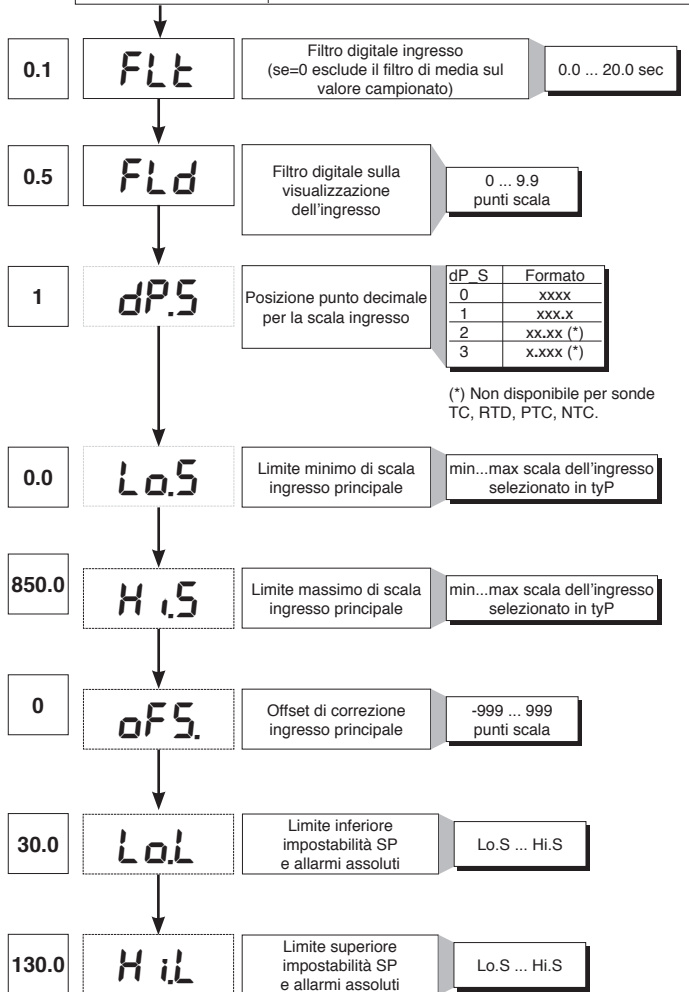 0.1
FLt
Filtro digitale ingresso
(se=0 esclude il filtro di media sul
valore campionato)
0.0 ... 20.0 sec
0.5
FLd
Filtro digitale sulla
visualizzazione
dell'ingresso
0 ... 9.9
punti scala
1
dP.S
Posizione punto decimale
per la scala ingresso
dP_S Formato
0 xxxx
1 xxx.x
2 xx.xx (*)
3 x.xxx (*)
(*) Non disponibile per sonde
TC, RTD, PTC, NTC.
0.0
Lo.S
Limite minimo di scala
ingresso principale
min...max scala dell'ingresso
selezionato in tyP
850.0
Hi.S
Limite massimo di scala
ingresso principale
min...max scala dell'ingresso
selezionato in tyP
0
oFS.
Offset di correzione
ingresso principale
-999 ... 999
punti scala
30.0
Lo.L
Limite inferiore
impostabilità SP
e allarmi assoluti
Lo.S ... Hi.S
130.0
Hi.L
Limite superiore
impostabilità SP
e allarmi assoluti
Lo.S ... Hi.S